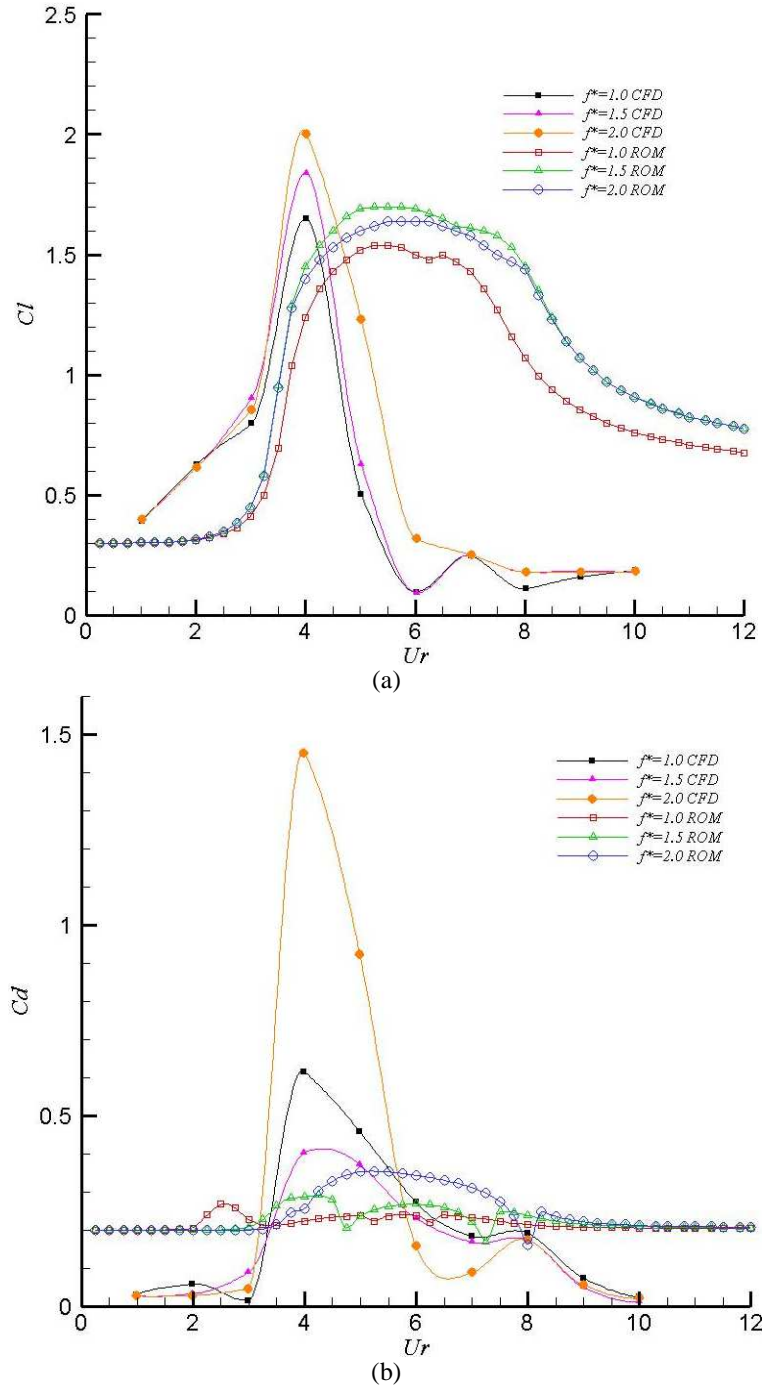 2.5
2
1.5
1
0.5
0
Cl
f*=1.0 CFD
f*=1.5 CFD
f*=2.0 CFD
f*=1.0 ROM
f*=1.5 ROM
f*=2.0 ROM
0 2 4 6 8 10 12
Ur
(a)
1.5
1
0.5
0
Cd
f*=1.0 CFD
f*=1.5 CFD
f*=2.0 CFD
f*=1.0 ROM
f*=1.5 ROM
f*=2.0 ROM
0 2 4 6 8 10 12
Ur
(b)